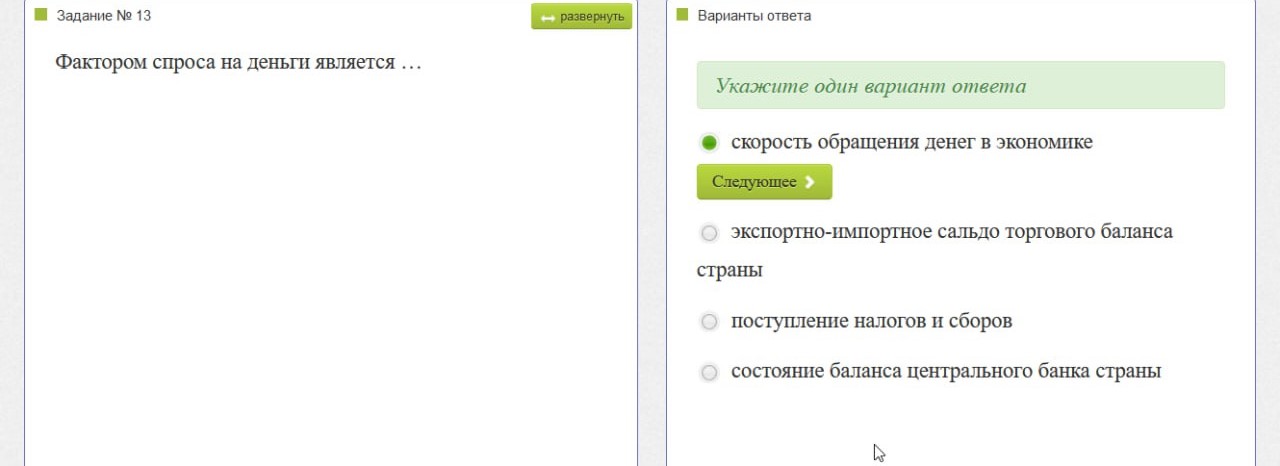 Задание № 13
развернуть
Фактором спроса на деньги является …
Варианты ответа
Укажите один вариант ответа
скорость обращения денег в экономике
Следующее
экспортно-импортное сальдо торгового баланса
страны
поступление налогов и сборов
состояние баланса центрального банка страны